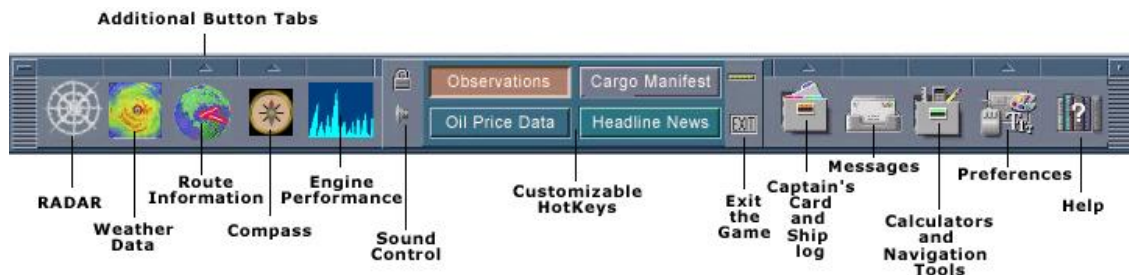 Additional Button Tabs
Observations
Cargo Manifest
Oil Price Data
Headline News
EXIT
?
RADAR
Weather
Data
Route
Information
Compass
Engine
Performance
Sound
Control
Customizable
HotKeys
Exit
the
Game
Captain's
Card
and
Ship
log
Messages
Calculators
and
Navigation
Tools
Preferences
Help